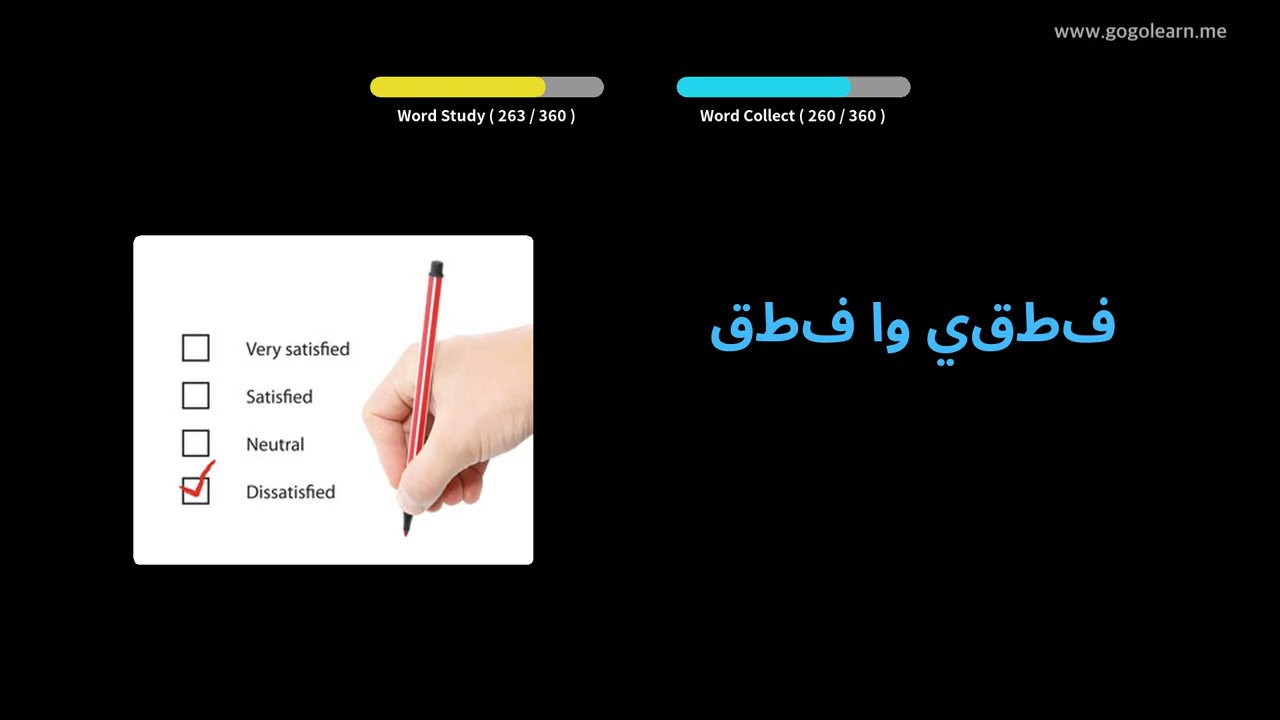 www.gogolearn.me
Word Study ( 263 / 360 )
Word Collect ( 260 / 360 )
فطقي وا فطق
Very satisfied
Satisfied
Neutral
Dissatisfied